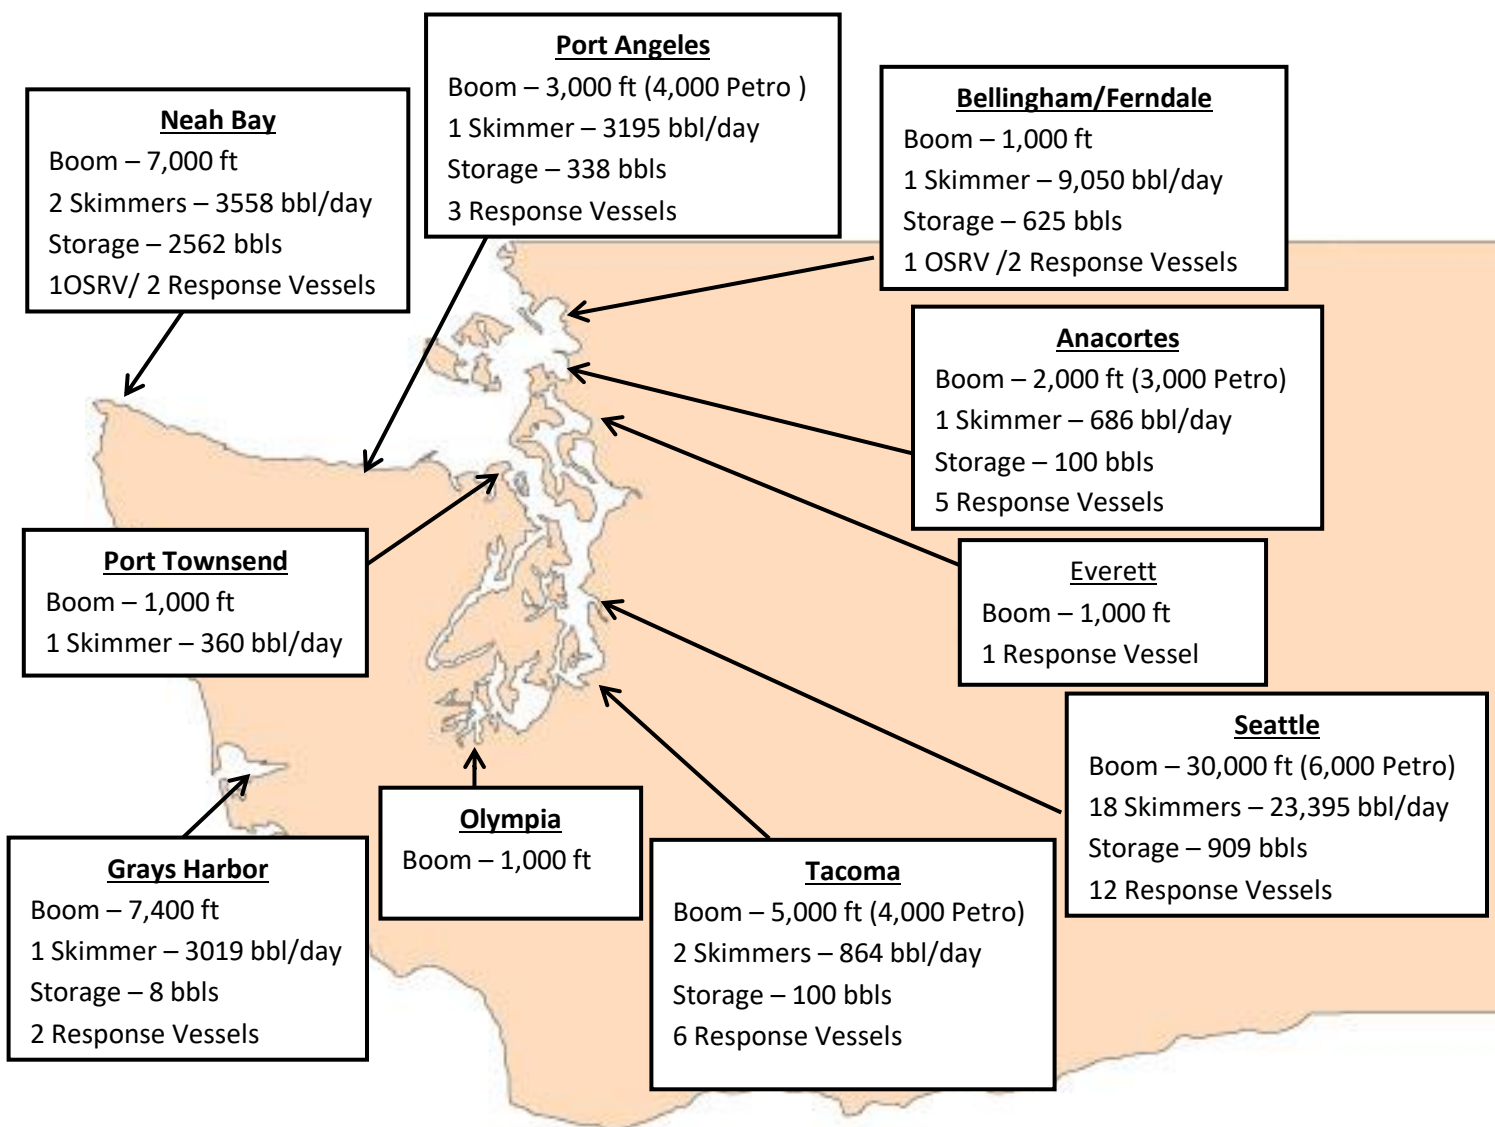 Port Angeles
Boom – 3,000 ft (4,000 Petro )
1 Skimmer – 3195 bbl/day
Storage – 338 bbls
3 Response Vessels
Neah Bay
Boom – 7,000 ft
2 Skimmers – 3558 bbl/day
Storage – 2562 bbls
1OSRV/ 2 Response Vessels
Bellingham/Ferndale
Boom – 1,000 ft
1 Skimmer – 9,050 bbl/day
Storage – 625 bbls
1 OSRV /2 Response Vessels
Anacortes
Boom – 2,000 ft (3,000 Petro)
1 Skimmer – 686 bbl/day
Storage – 100 bbls
5 Response Vessels
Port Townsend
Boom – 1,000 ft
1 Skimmer – 360 bbl/day
Everett
Boom – 1,000 ft
1 Response Vessel
Seattle
Boom – 30,000 ft (6,000 Petro)
18 Skimmers – 23,395 bbl/day
Storage – 909 bbls
12 Response Vessels
Olympia
Boom – 1,000 ft
Grays Harbor
Boom – 7,400 ft
1 Skimmer – 3019 bbl/day
Storage – 8 bbls
2 Response Vessels
Tacoma
Boom – 5,000 ft (4,000 Petro)
2 Skimmers – 864 bbl/day
Storage – 100 bbls
6 Response Vessels